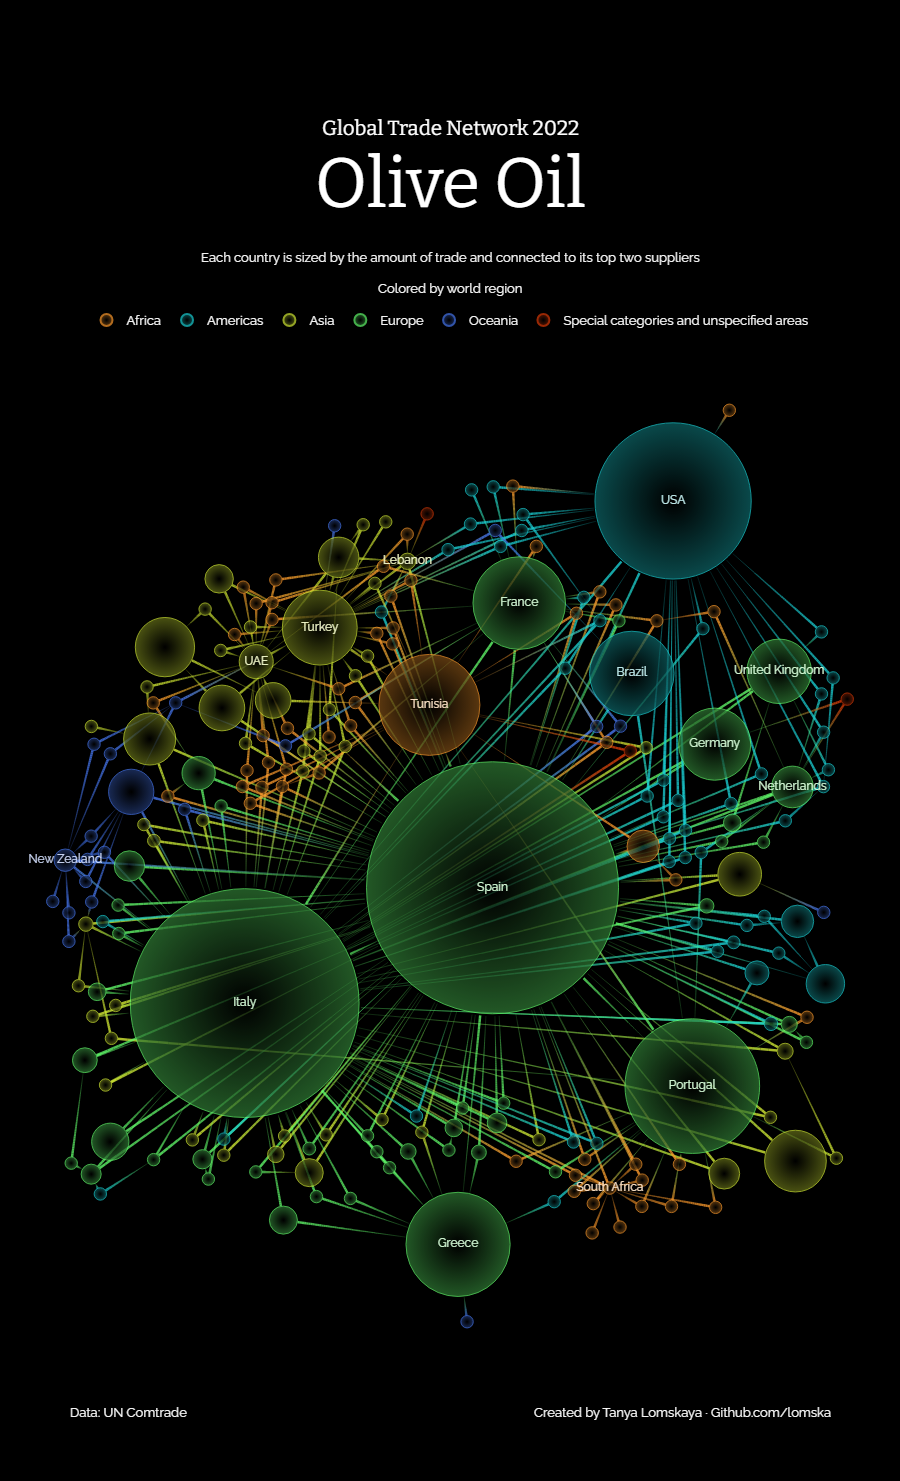 Global Trade Network 2022
Olive Oil
Each country is sized by the amount of trade and connected to its top two suppliers
Colored by world region
Africa Americas Asia Europe Oceania Special categories and unspecified areas
USA
Lebanon
France
Turkey
UAE
Brazil
United Kingdom
Tunisia
Germany
Netherlands
New Zealand
Spain
Italy
Portugal
South Africa
Greece
Data: UN Comtrade
Created by Tanya Lomskaya · Github.com/lomska